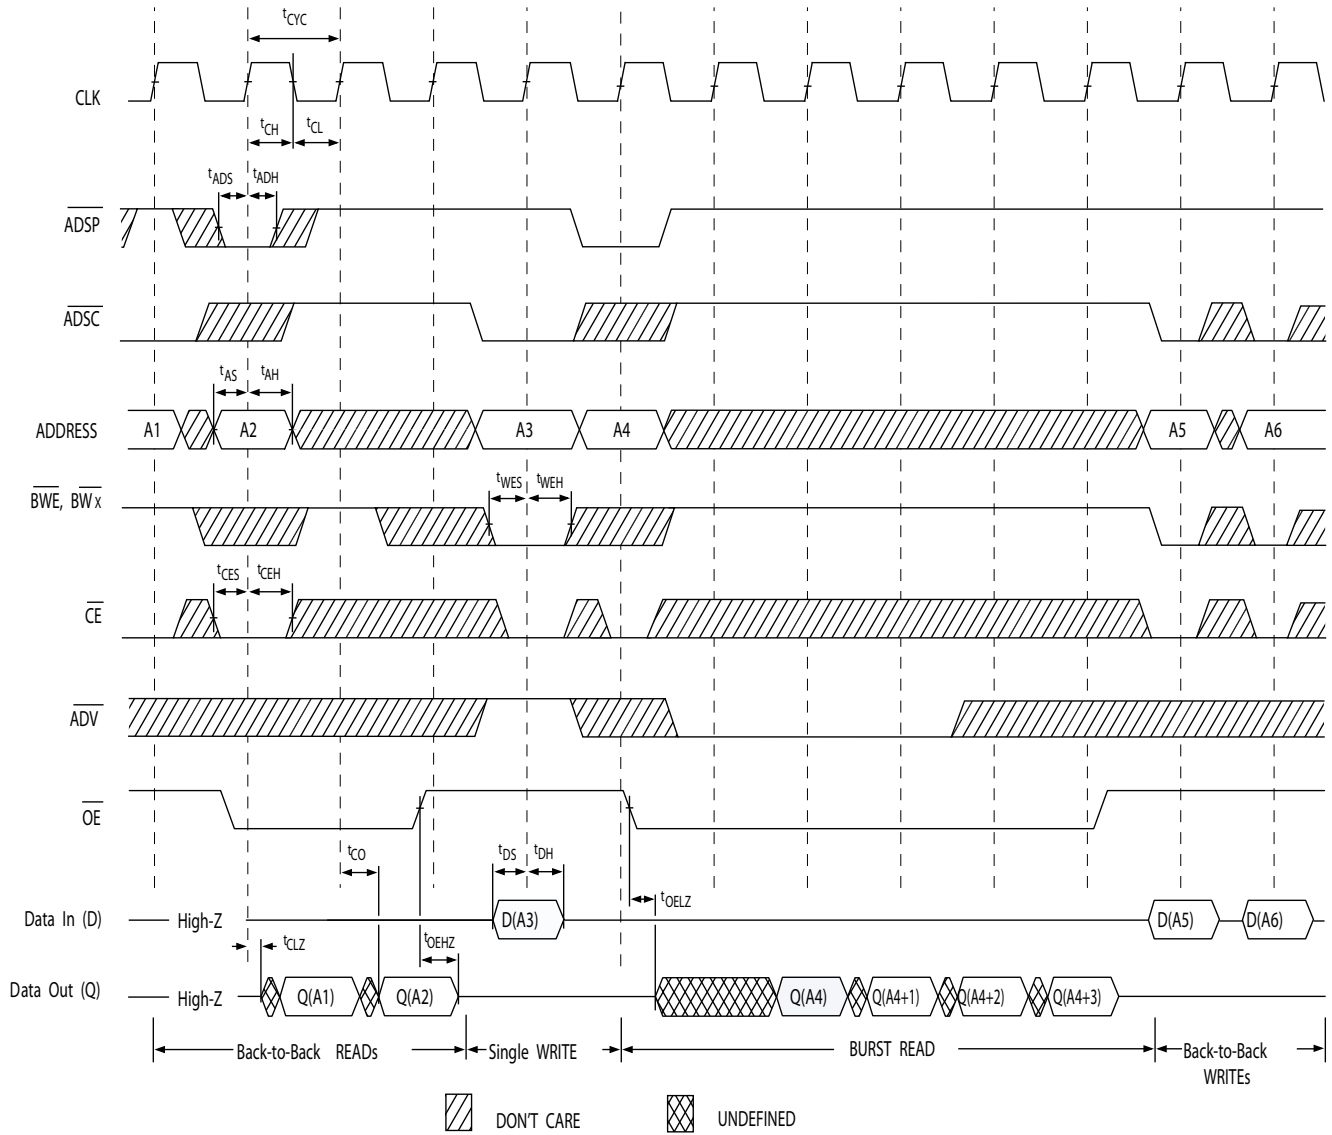 tCYC
CLK
tCH
tCL
tADS
tADH
ADSP
ADSC
tAS
tAH
ADDRESS
A1
A2
A3
A4
A5
A6
BWE, BWX
tWES
tWEH
tCES
tCEH
CE
ADV
OE
tCO
tDS
tDH
tOELZ
Data In (D)
High-Z
D(A3)
D(A5)
D(A6)
tCLZ
tOEHZ
Data Out (Q)
High-Z
Q(A1)
Q(A2)
Q(A4)
Q(A4+1)
Q(A4+2)
Q(A4+3)
Back-to-Back READs
Single WRITE
BURST READ
Back-to-Back
WRITEs
DON'T CARE
UNDEFINED